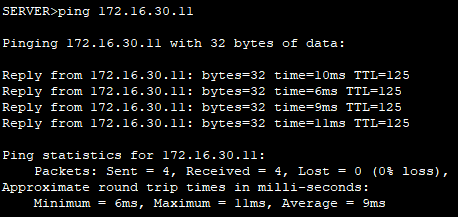 SERVER>ping 172.16.30.11
Pinging 172.16.30.11 with 32 bytes of data:
Reply from 172.16.30.11: bytes=32 time=10ms TTL=125
Reply from 172.16.30.11: bytes=32 time=6ms TTL=125
Reply from 172.16.30.11: bytes=32 time=9ms TTL=125
Reply from 172.16.30.11: bytes=32 time=11ms TTL=125
Ping statistics for 172.16.30.11:
    Packets: Sent = 4, Received = 4, Lost = 0 (0% loss),
Approximate round trip times in milli-seconds:
    Minimum = 6ms, Maximum = 11ms, Average = 9ms